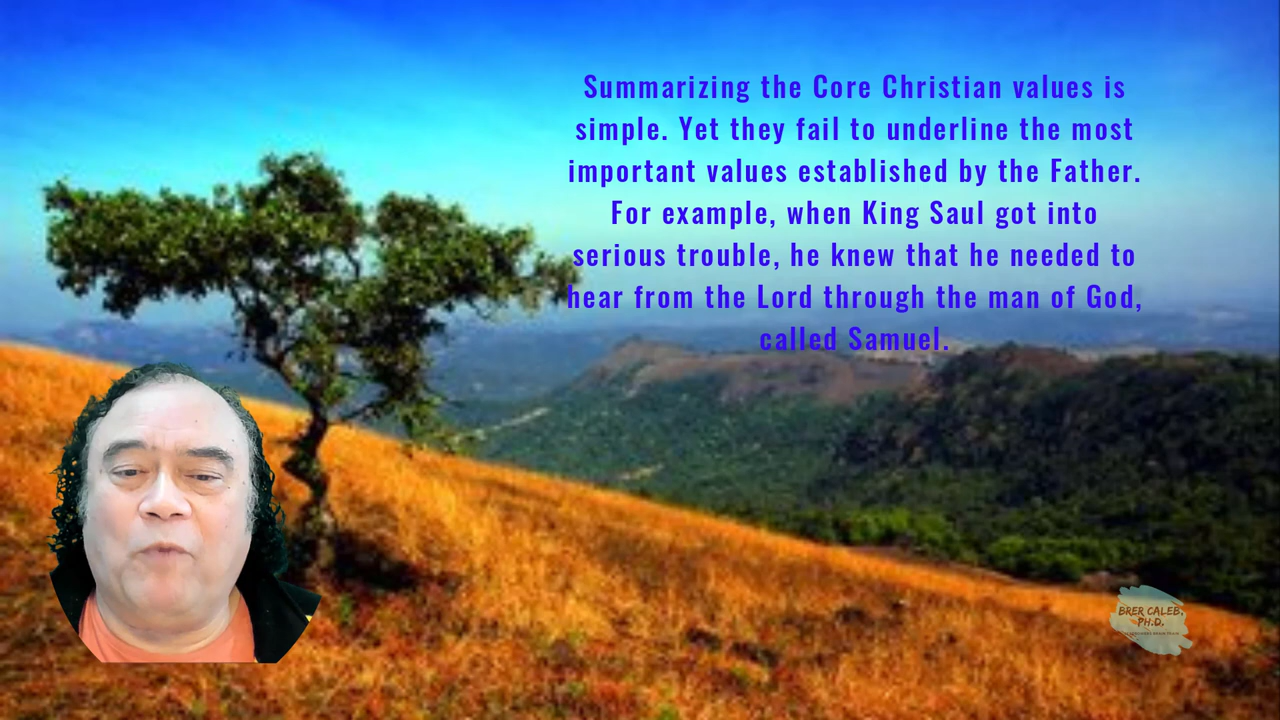 Summarizing the Core Christian values is
simple. Yet they fail to underline the most
important values established by the Father.
For example, when King Saul got into
serious trouble, he knew that he needed to
hear from the Lord through the man of God,
called Samuel.
BRER CALEB,
PH.D.